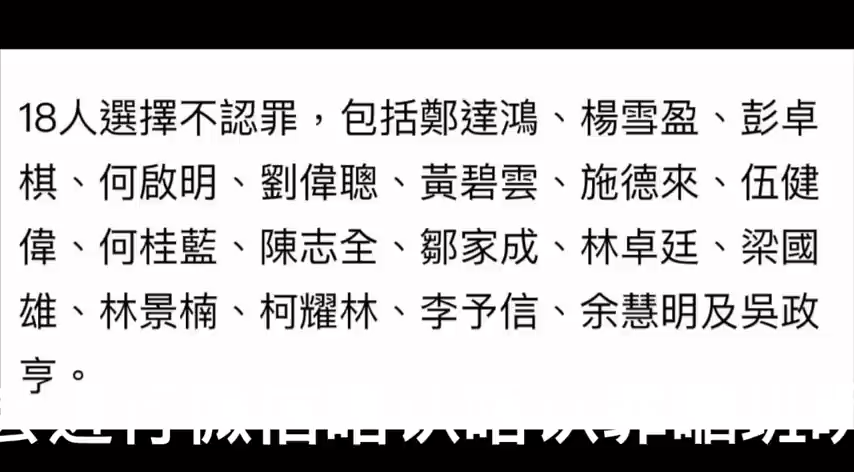 18人選擇不認罪，包括鄭達鴻、楊雪盈、彭卓
棋、何啟明、劉偉聰、黃碧雲、施德來、伍健
偉、何桂藍、陳志全、鄒家成、林卓廷、梁國
雄、林景楠、柯耀林、李予信、余慧明及吳政
亨。